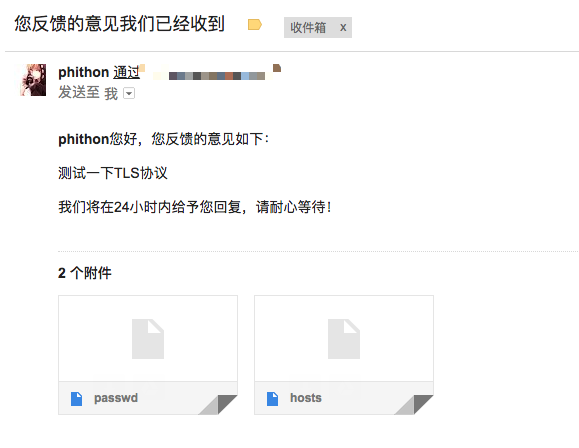 您反馈的意见我们已经收到
收件箱 x
phithon 通过
发送至 我
phithon您好，您反馈的意见如下：
测试一下TLS协议
我们将在24小时内给予您回复，请耐心等待！
2 个附件
passwd
hosts